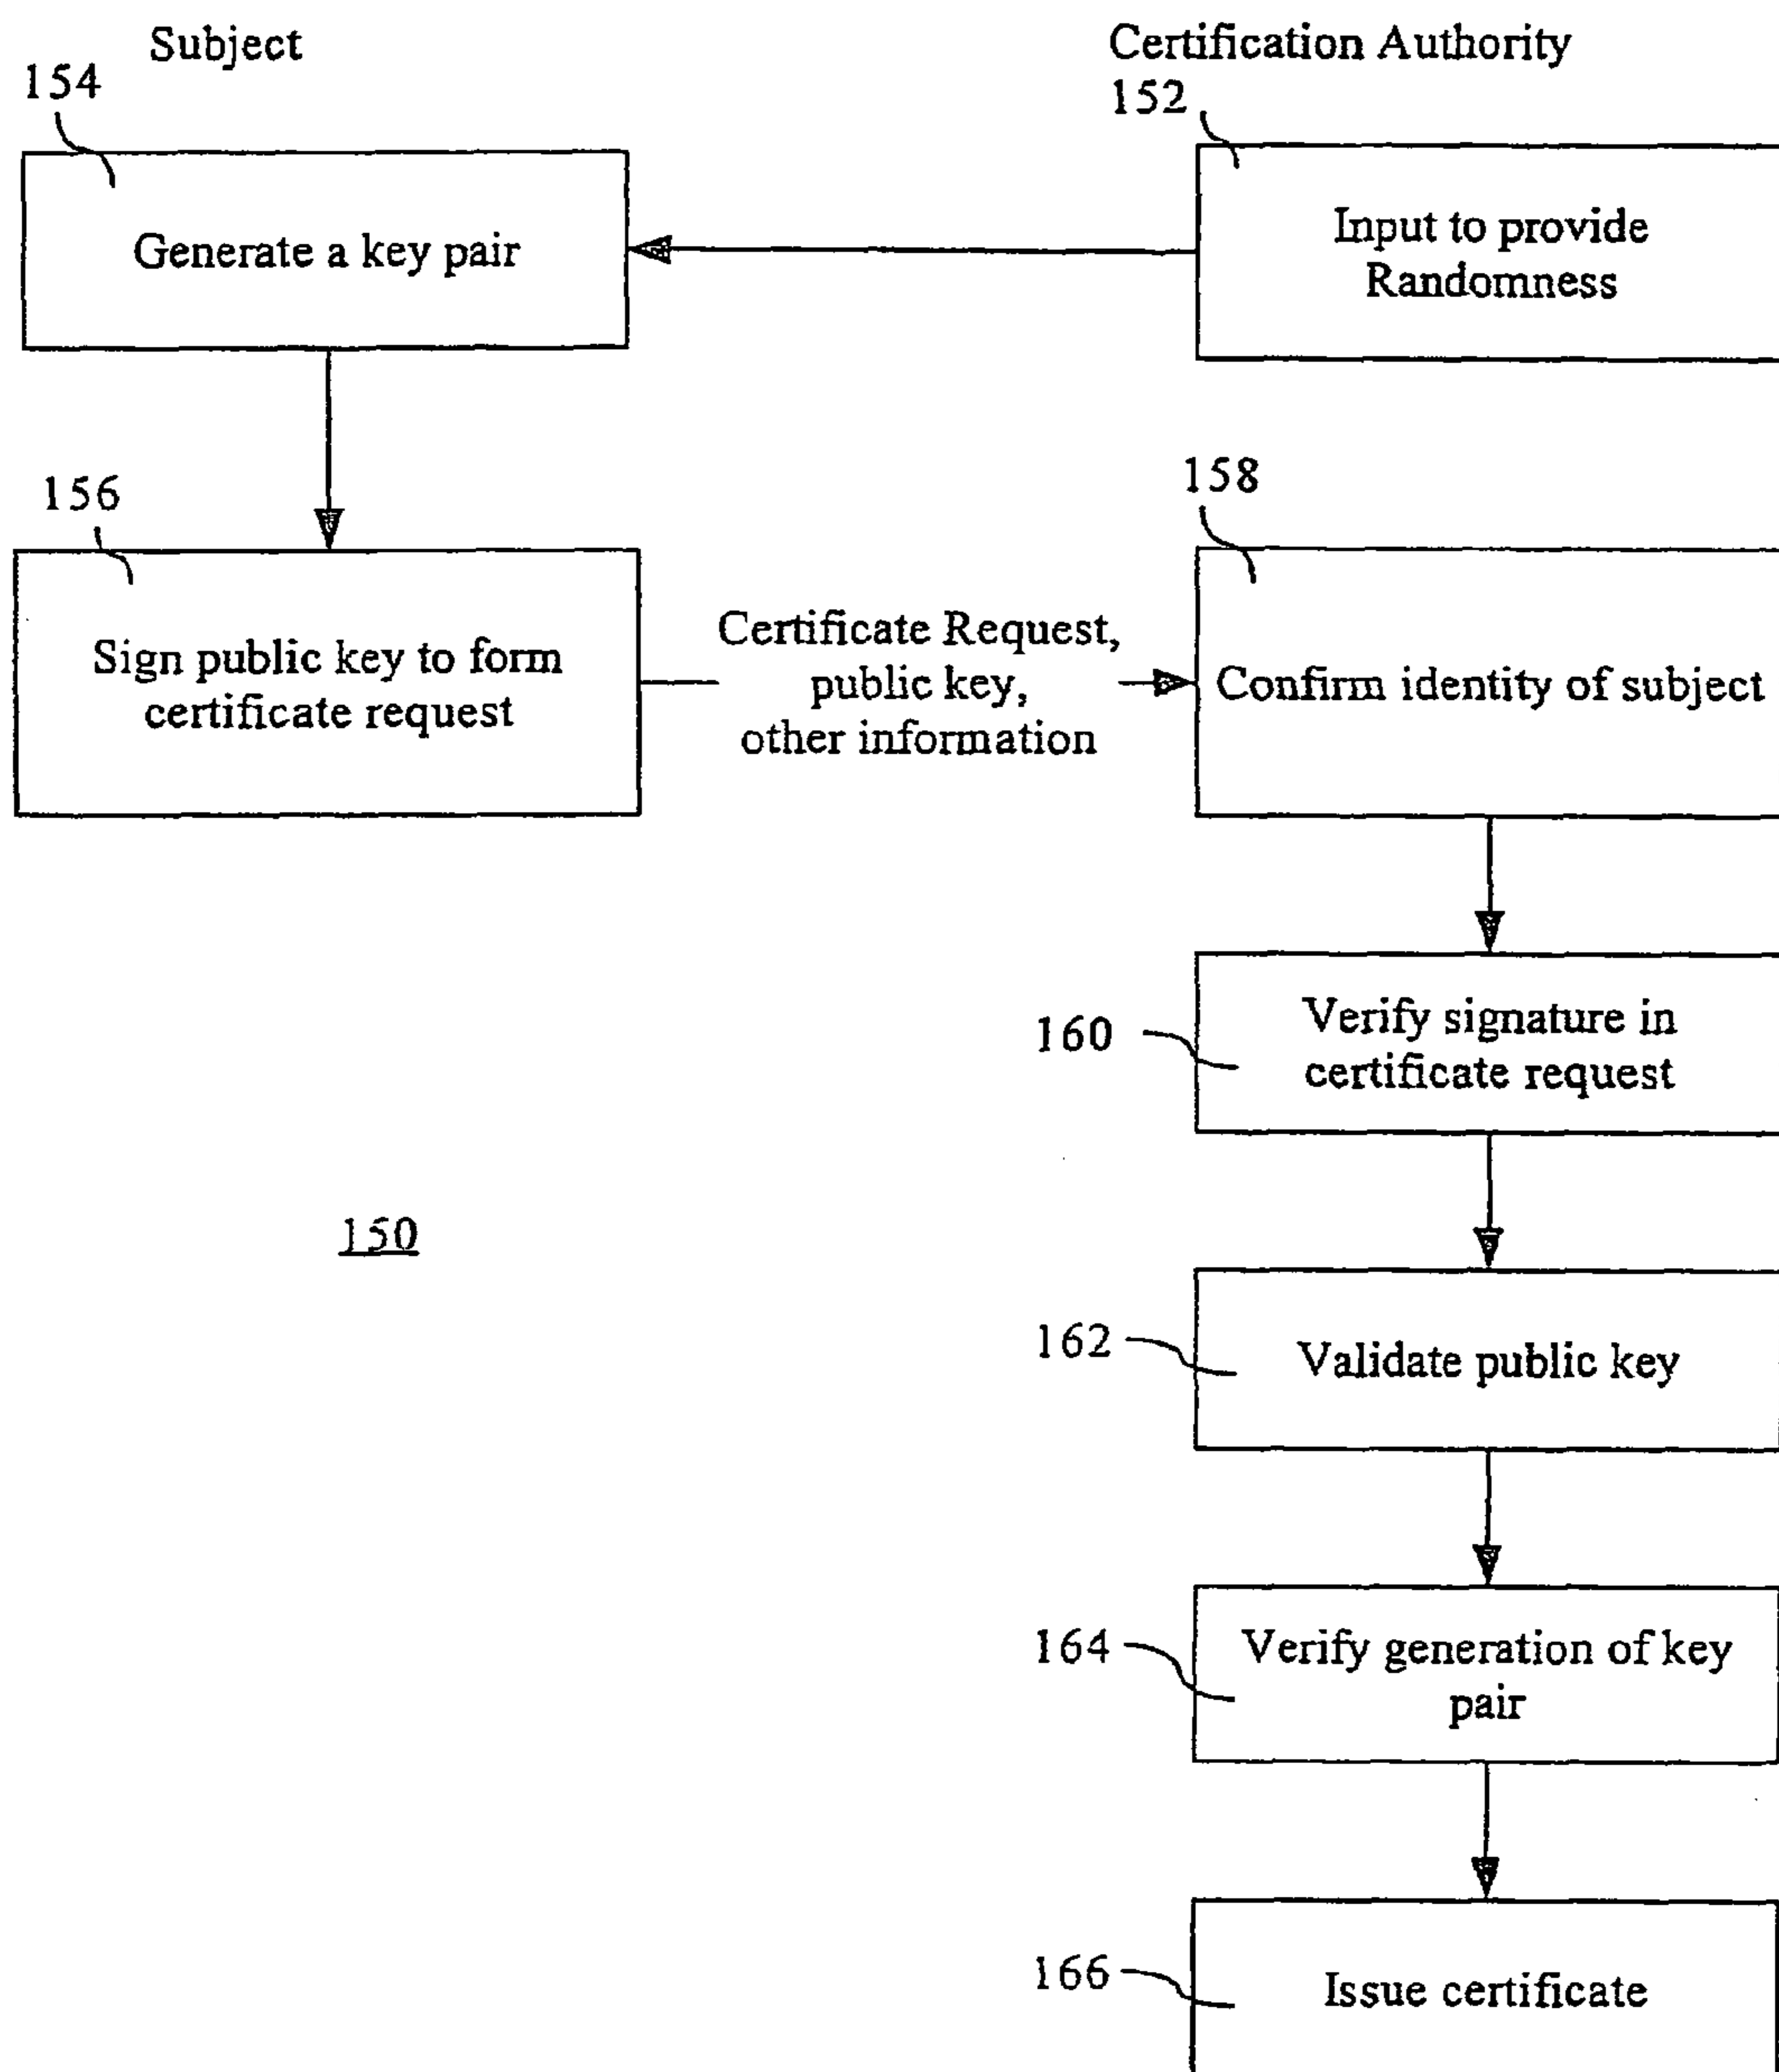 Subject
Certification Authority
154
152
Generate a key pair
Input to provide
Randomness
156
158
Sign public key to form
certificate request
Certificate Request,
public key,
other information
Confirm identity of subject
160
Verify signature in
certificate request
150
162
Validate public key
164
Verify generation of key
pair
166
Issue certificate